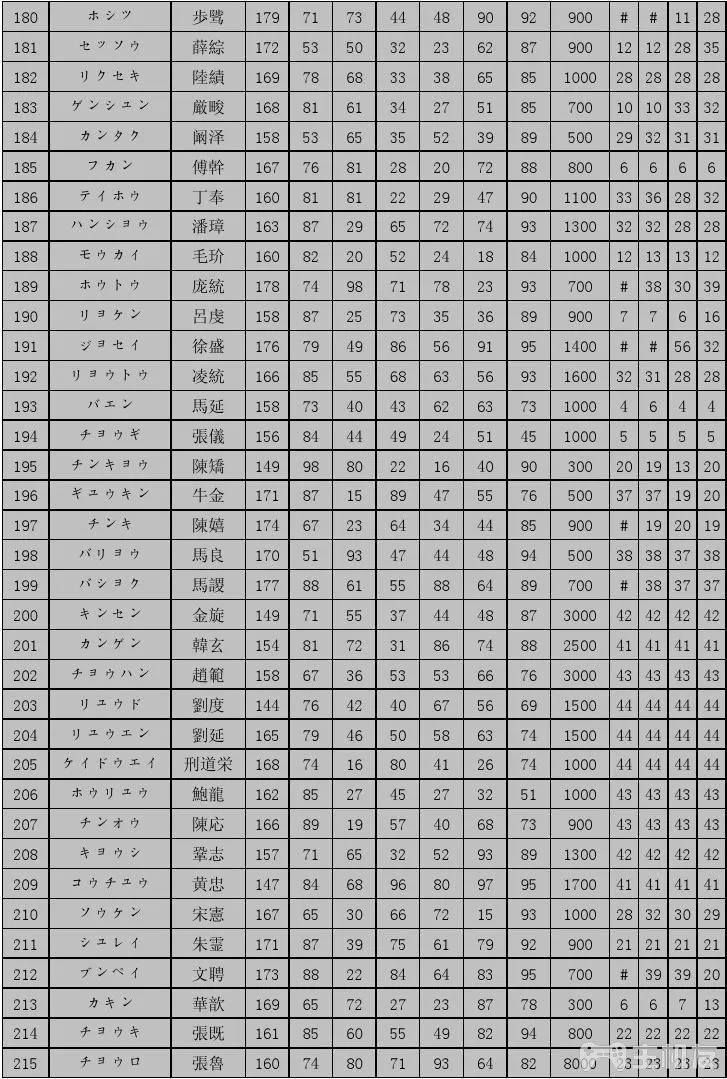 180 ホシツ 歩骘 179 71 73 44 48 90 92 900 # # 11 28
181 セツソウ 薛綜 172 53 50 32 23 62 87 900 12 12 28 35
182 リクセキ 陸績 169 78 68 33 38 65 85 1000 28 28 28 28
183 ゲンシユン 厳畯 168 81 61 34 27 51 85 700 10 10 33 32
184 カンタク 阚泽 158 53 65 35 52 39 89 500 29 32 31 31
185 フカン 傅幹 167 76 81 28 20 72 88 800 6 6 6 6
186 テイホウ 丁奉 160 81 81 22 29 47 90 1100 33 36 28 32
187 ハンシヨウ 潘璋 163 87 29 65 72 74 93 1300 32 32 28 28
188 モウカイ 毛玠 160 82 20 52 24 18 84 1000 12 13 13 12
189 ホウトウ 庞統 178 74 98 71 78 23 93 700 # 38 30 39
190 リヨケン 呂虔 158 87 25 73 35 36 89 900 7 7 6 16
191 ジヨセイ 徐盛 176 79 49 86 56 91 95 1400 # # 56 32
192 リヨウトウ 凌統 166 85 55 68 63 56 93 1600 32 31 28 28
193 バエン 馬延 158 73 40 43 62 63 73 1000 4 6 4 4
194 チヨウギ 張儀 156 84 44 49 24 51 45 1000 5 5 5 5
195 チンキヨウ 陳矯 149 98 80 22 16 40 90 300 20 19 13 20
196 ギユウキン 牛金 171 87 15 89 47 55 76 500 37 37 19 20
197 チンキ 陳嬉 174 67 23 64 34 44 85 900 # 19 20 19
198 バリヨウ 馬良 170 51 93 47 44 48 94 500 38 38 37 38
199 バシヨク 馬謖 177 88 61 55 88 64 89 700 # 38 37 37
200 キンセン 金旋 149 71 55 37 44 48 87 3000 42 42 42 42
201 カンゲン 韓玄 154 81 72 31 86 74 88 2500 41 41 41 41
202 チヨウハン 趙範 158 67 36 53 53 66 76 3000 43 43 43 43
203 リユウド 劉度 144 76 42 40 67 56 69 1500 44 44 44 44
204 リユウエン 劉延 165 79 46 50 58 63 74 1500 44 44 44 44
205 ケイドウエイ 刑道栄 168 74 16 80 41 26 74 1000 44 44 44 44
206 ホウリユウ 鮑龍 162 85 27 45 27 32 51 1000 43 43 43 43
207 チンオウ 陳応 166 89 19 57 40 68 73 900 43 43 43 43
208 キヨウシ 鞏志 157 71 65 32 52 93 89 1300 42 42 42 42
209 コウチユウ 黄忠 147 84 68 96 80 97 95 1700 41 41 41 41
210 ソウケン 宋憲 167 65 30 66 72 15 93 1000 28 32 30 29
211 シユレイ 朱霊 171 87 39 75 61 79 92 900 21 21 21 21
212 ブンペイ 文聘 173 88 22 84 64 83 95 700 # 39 39 20
213 カキン 華歆 169 65 72 27 23 87 78 300 6 6 7 13
214 チヨウキ 張既 161 85 60 55 49 82 94 800 22 22 22 22
215 チヨウロ 張魯 160 74 80 71 93 64 82 8000 23 23 23 23